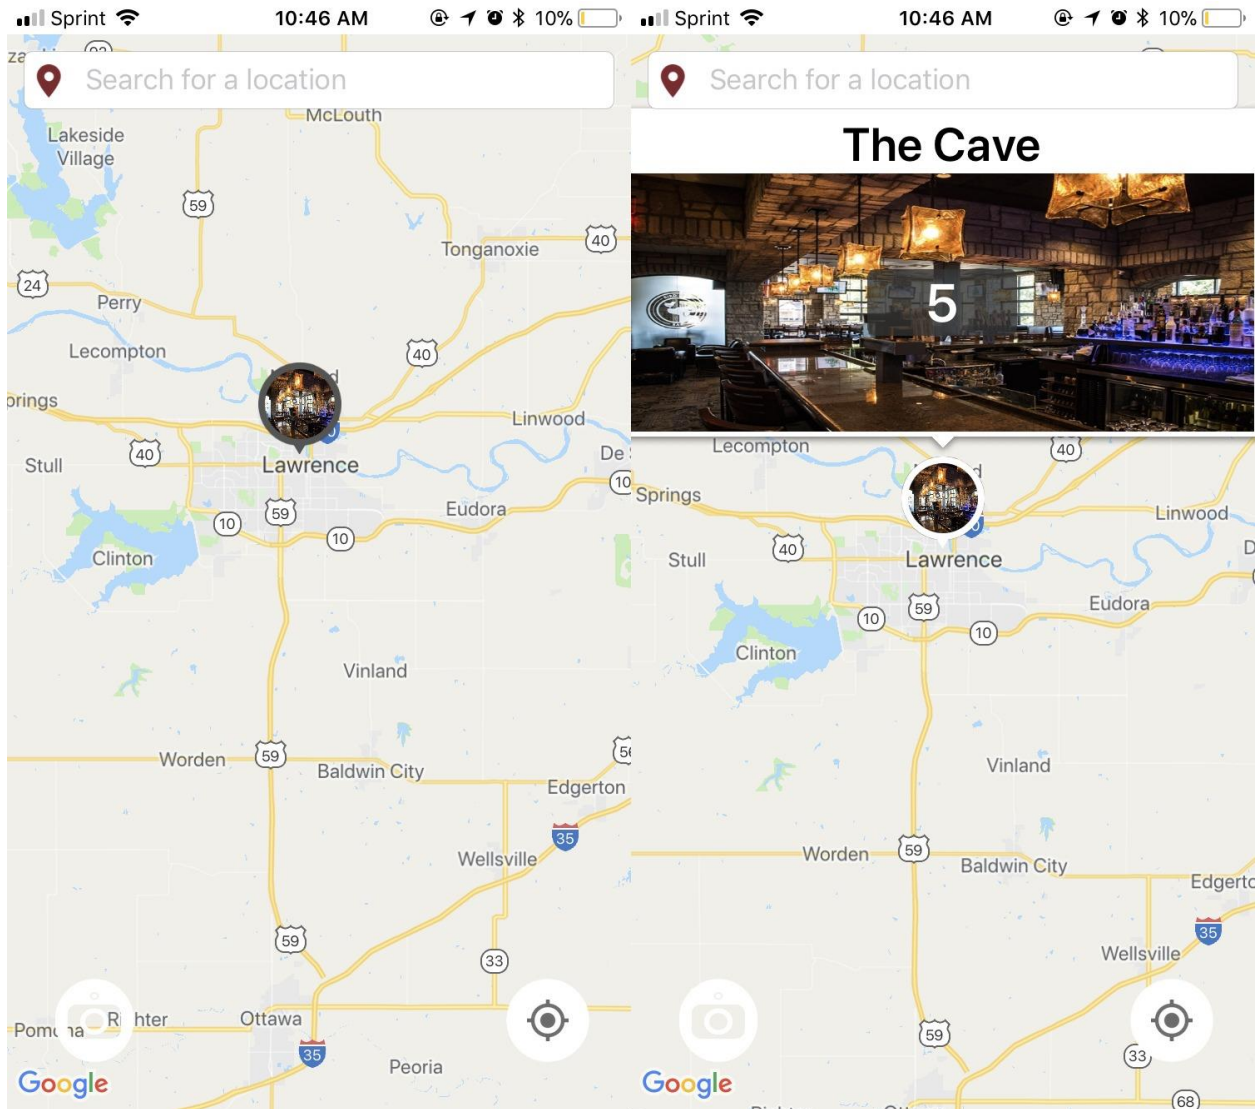 Sprint 10:46 AM 10%
Search for a location
McLouth
Lakeside
Village
59
Tonganoxie
40
24
Perry
Lecompton
40
prings
Linwood
40
Stull
Lawrence
De
10
59
Eudora
10
10
Clinton
Vinland
Worden
59
Baldwin City
Edgerton
35
Wellsville
59
33
Richter
Ottawa
Peoria
35
Google
Sprint 10:46 AM 10%
Search for a location
The Cave
5
Lecompton
40
Springs
Linwood
40
Stull
Lawrence
59
Eudora
10
10
Clinton
Vinland
Worden
59
Baldwin City
Edgerto
35
Wellsville
59
33
Google
68